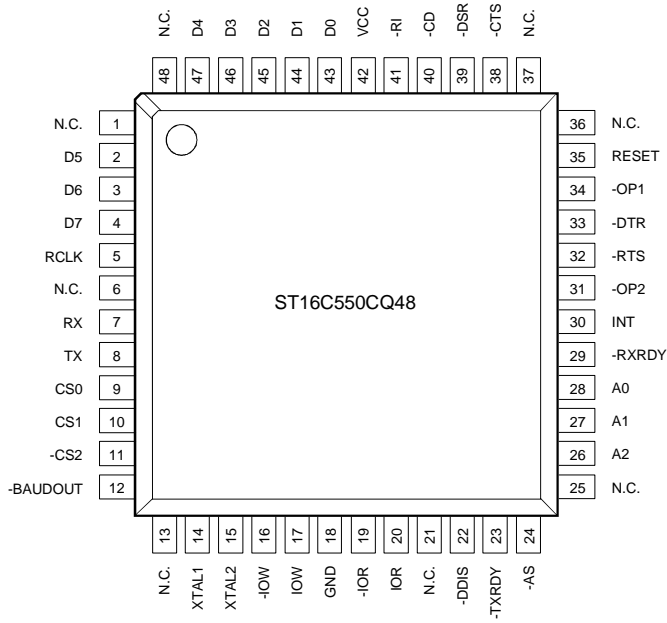 N.C. D4 D3 D2 D1 D0 VCC -RI -CD -DSR -CTS N.C.
48 47 46 45 44 43 42 41 40 39 38 37
N.C. 1 36 N.C.
D5 2 35 RESET
D6 3 34 -OP1
D7 4 33 -DTR
RCLK 5 32 -RTS
N.C. 6 31 -OP2
ST16C550CQ48
RX 7 30 INT
TX 8 29 -RXRDY
CS0 9 28 A0
CS1 10 27 A1
-CS2 11 26 A2
-BAUDOUT 12 25 N.C.
13 14 15 16 17 18 19 20 21 22 23 24
N.C. XTAL1 XTAL2 -IOW IOW GND -IOR IOR N.C. -DDIS -TXRDY -AS